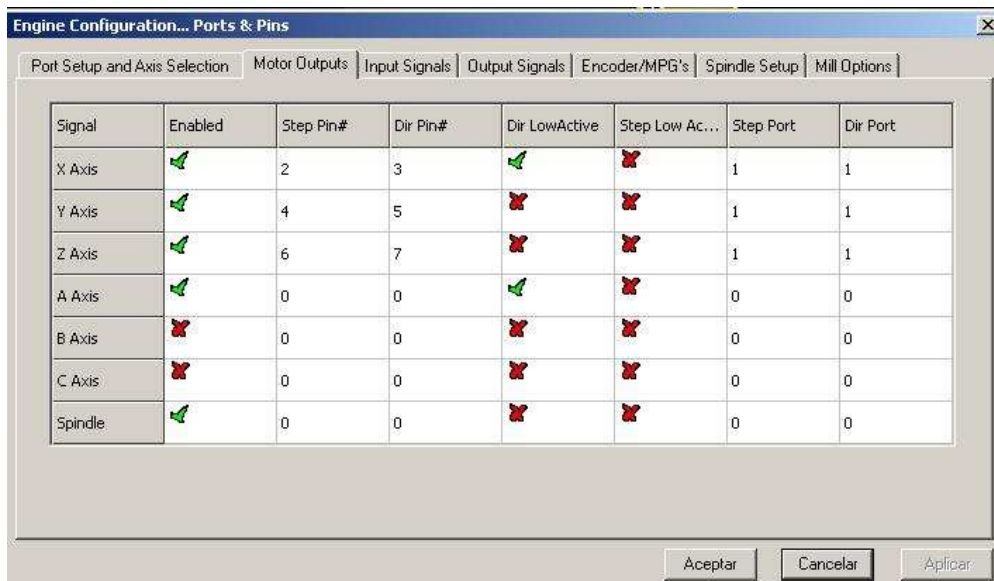 Engine Configuration... Ports & Pins
Port Setup and Axis Selection Motor Outputs Input Signals Output Signals Encoder/MPG's Spindle Setup Mill Options
Signal Enabled Step Pin# Dir Pin# Dir LowActive Step Low Ac... Step Port Dir Port
X Axis 2 3 1 1
Y Axis 4 5 1 1
Z Axis 6 7 1 1
A Axis 0 0 0 0
B Axis 0 0 0 0
C Axis 0 0 0 0
Spindle 0 0 0 0
Aceptar Cancelar Aplicar